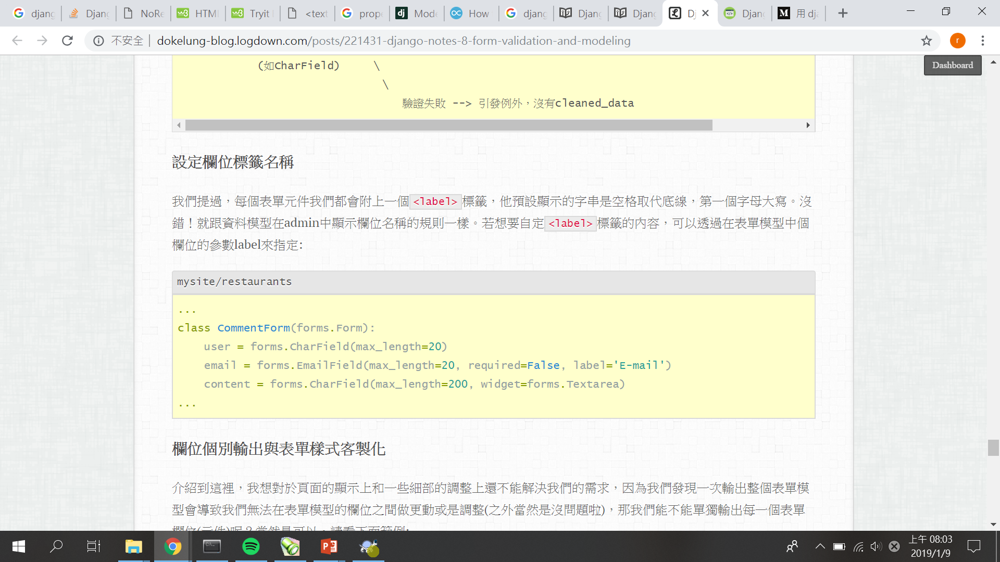 djang
Djang
NoRe
HTM
Tryit
<text
prope
Mode
How
djang
Djang
Djang
Dj
Djang
用 dja
不安全
dokelung-blog.logdown.com/posts/221431-django-notes-8-form-validation-and-modeling
r
Dashboard
(如CharField) \
\
驗證失敗 --> 引發例外，沒有cleaned_data
設定欄位標籤名稱
我們提過，每個表單元件我們都會附上一個<label>標籤，他預設顯示的字串是空格取代底線，第一個字母大寫。沒
錯！就跟資料模型在admin中顯示欄位名稱的規則一樣。若想要自定<label>標籤的內容，可以透過在表單模型中個
欄位的參數label來指定:
mysite/restaurants
...
class CommentForm(forms.Form):
    user = forms.CharField(max_length=20)
    email = forms.EmailField(max_length=20, required=False, label='E-mail')
    content = forms.CharField(max_length=200, widget=forms.Textarea)
...
欄位個別輸出與表單樣式客製化
介紹到這裡，我想對於頁面的顯示上和一些細部的調整上還不能解決我們的需求，因為我們發現一次輸出整個表單模
型會導致我們無法在表單模型的欄位之間做更動或是調整(之外當然是沒問題啦)，那我們能不能單獨輸出每一個表單
欄位(元件)呢？當然是可以，請看下面範例:
上午 08:03
2019/1/9